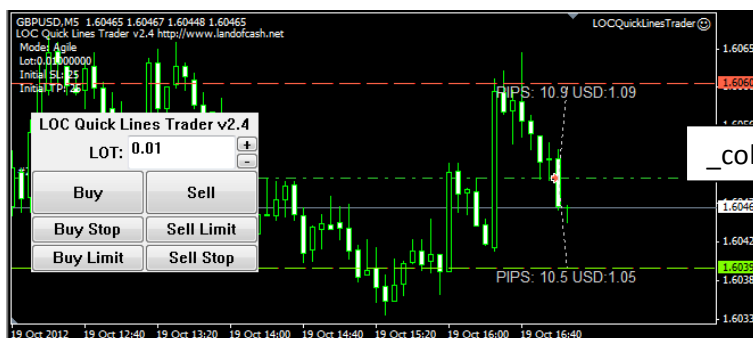 GBPUSD,M5 1.60465 1.60467 1.60448 1.60465
LOCQuickLinesTrader
LOC Quick Lines Trader v2.4 http://www.landofcash.net
Mode: Agile
Lot:0.01000000
Initial SL: 25
Initial TP: 26
1.6065
1.6060
PIPS: 10.9 USD:1.09
LOC Quick Lines Trader v2.4
LOT: 0.01
+
-
Buy
Sell
Buy Stop
Sell Limit
Buy Limit
Sell Stop
_col
1.6046
1.6042
1.6039
PIPS: 10.5 USD:1.05
1.6038
1.6033
19 Oct 2012
19 Oct 12:40
19 Oct 13:20
19 Oct 14:00
19 Oct 14:40
19 Oct 15:20
19 Oct 16:00
19 Oct 16:40